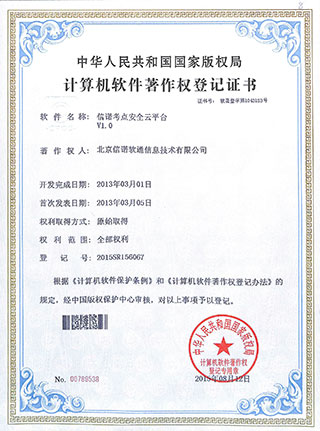 中华人民共和国国家版权局
计算机软件著作权登记证书
证书号： 软著登字第1043153号
软件名称： 信诺考点安全云平台
V1.0
著作权人： 北京信诺软通信息技术有限公司
开发完成日期： 2013年03月01日
首次发表日期： 2013年03月05日
权利取得方式： 原始取得
权利范围： 全部权利
登记号： 2015SR156067
根据《计算机软件保护条例》和《计算机软件著作权登记办法》的
规定，经中国版权保护中心审核，对以上事项予以登记。
中华人民共和国国家版权局
计算机软件著作权
登记专用章
No. 00789538
2015年08月12日